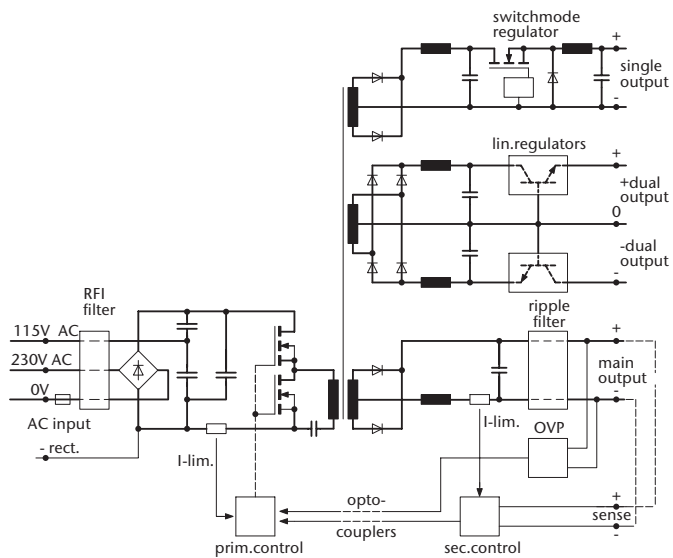 switchmode
regulator
+
single
output
-
lin.regulators
+
+dual
output
0
-dual
output
-
RFI
filter
ripple
filter
115V AC
+
230V AC
main
output
0V
-
AC input
I-lim.
OVP
- rect.
I-lim.
opto-
+
sense
couplers
-
prim.control
sec.control